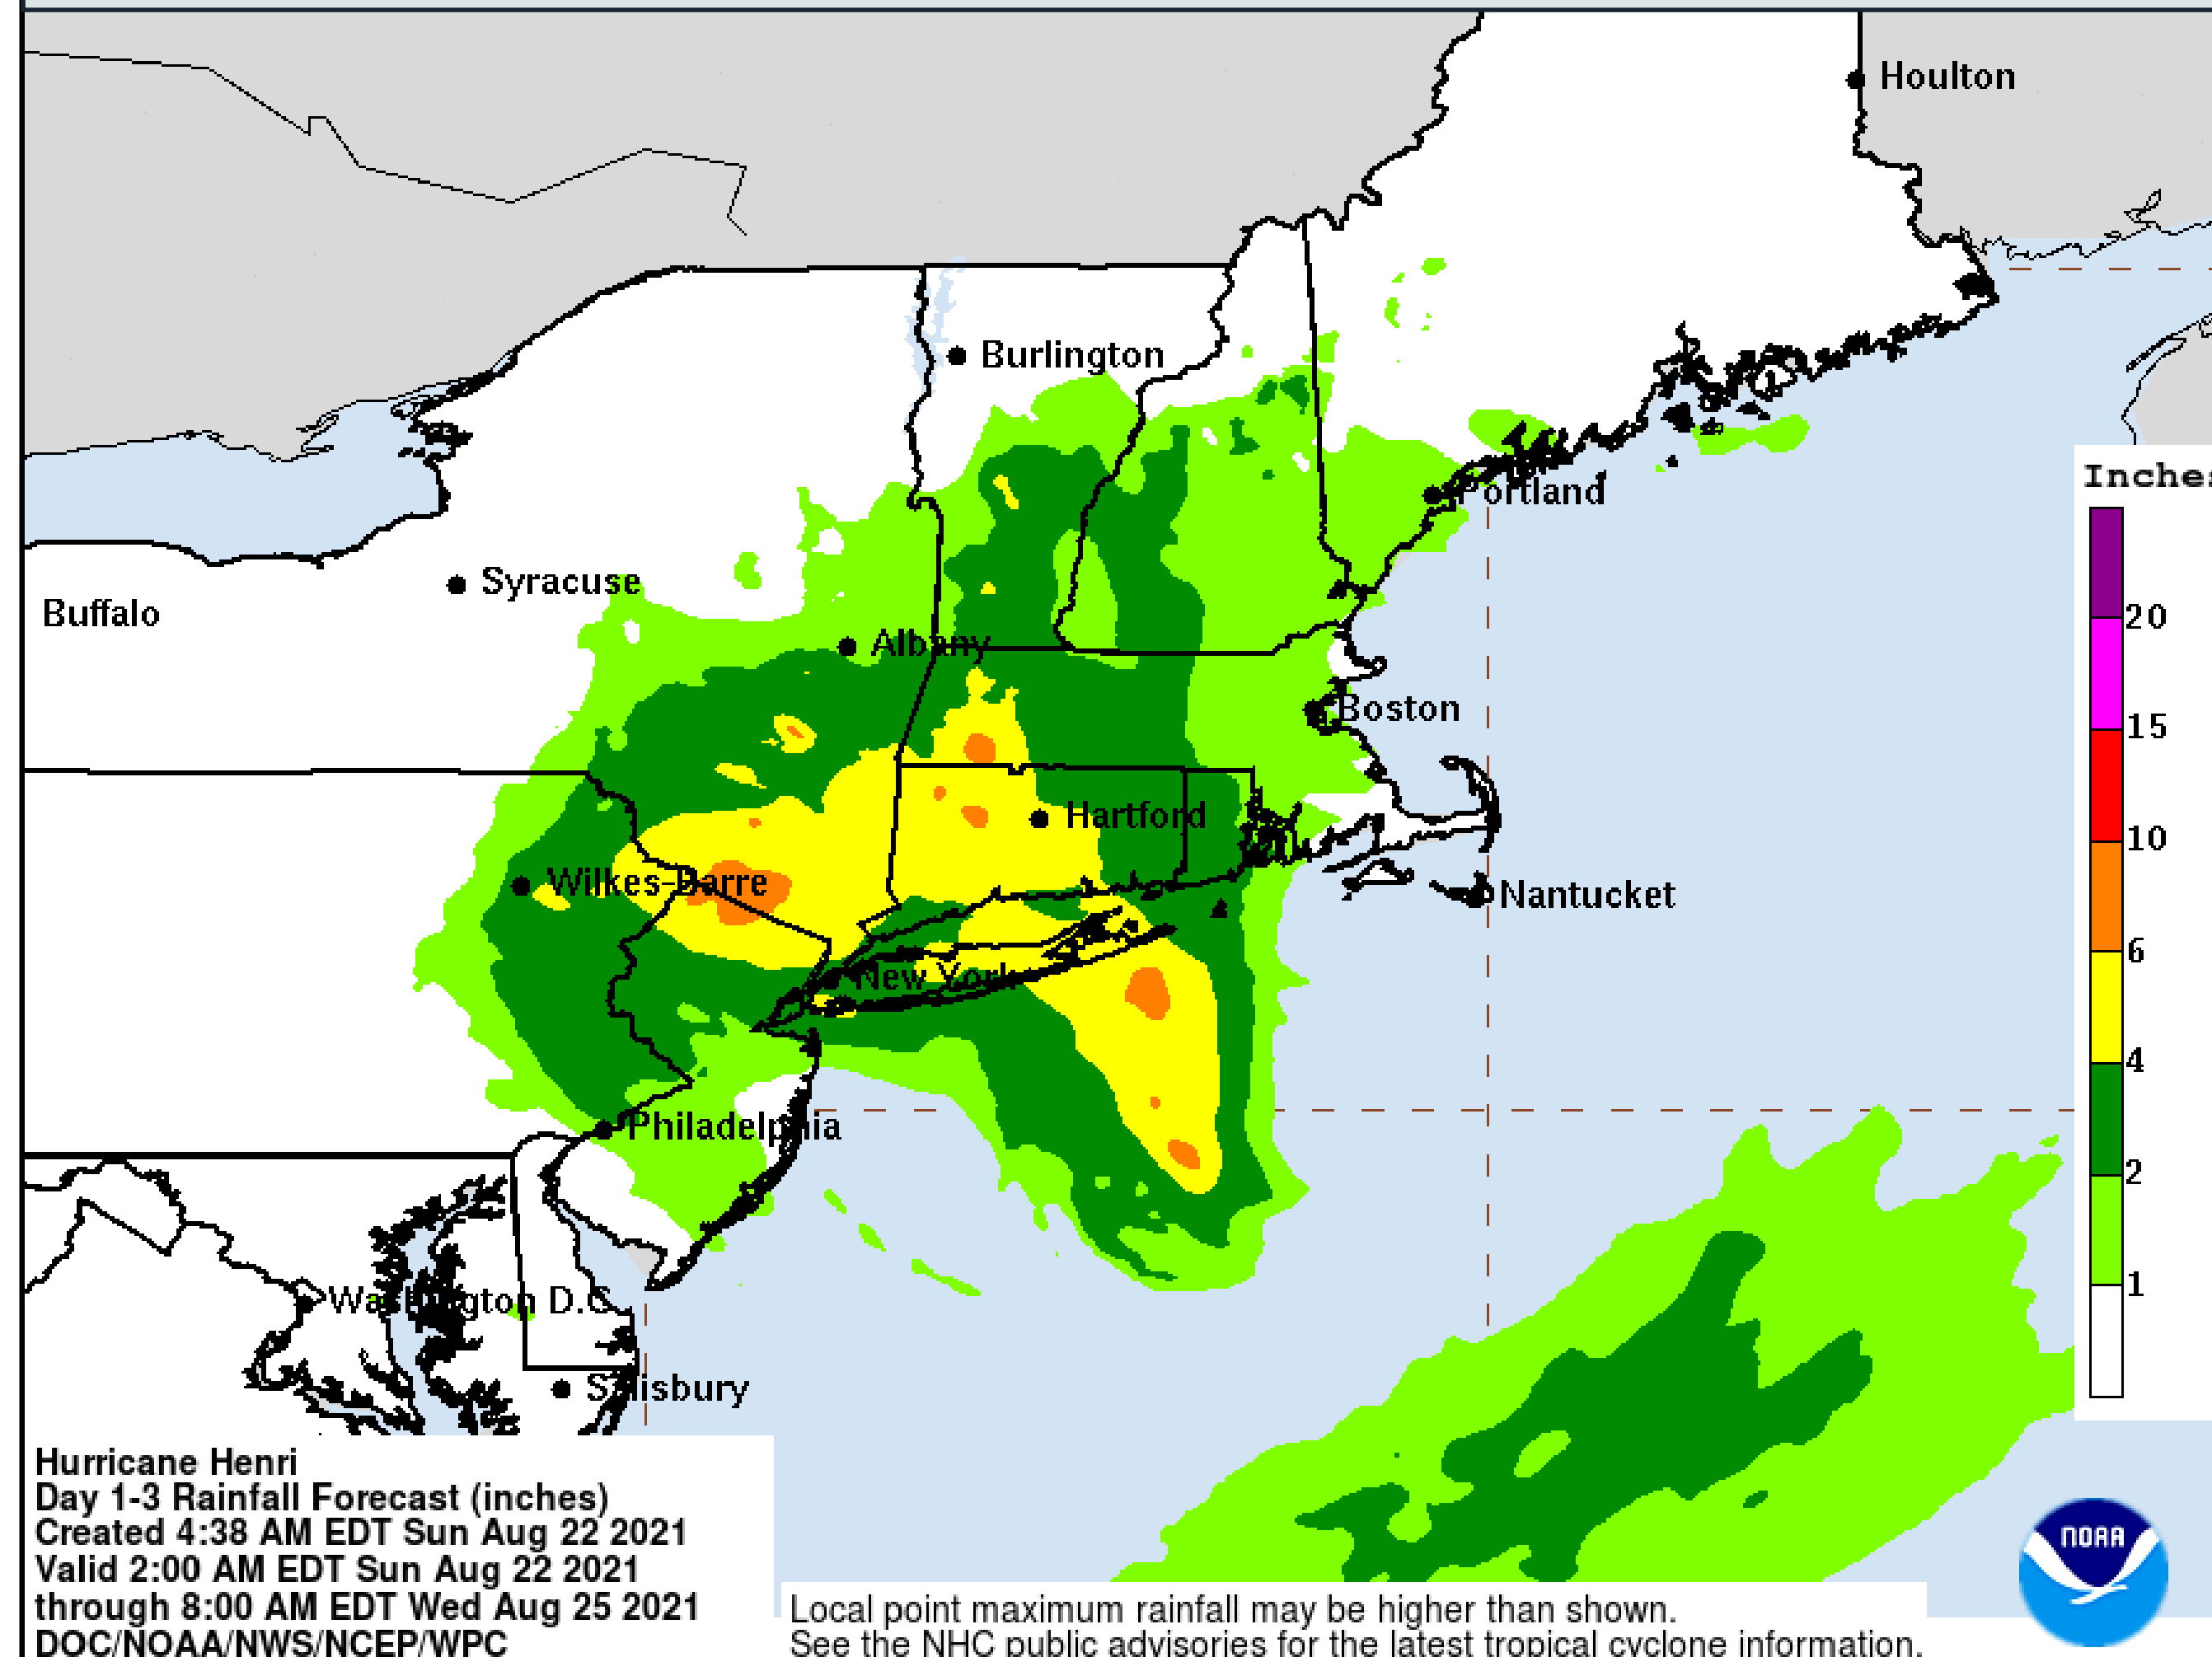 Houlton
Burlington
Inches
Portland
Syracuse
Buffalo
20
Albany
Boston
15
Hartford
10
Wilkes-Barre
Nantucket
6
New York
4
Philadelphia
2
1
Washington D.C.
Salisbury
Hurricane Henri
Day 1-3 Rainfall Forecast (inches)
Created 4:38 AM EDT Sun Aug 22 2021
Valid 2:00 AM EDT Sun Aug 22 2021
through 8:00 AM EDT Wed Aug 25 2021
DOC/NOAA/NWS/NCEP/WPC
Local point maximum rainfall may be higher than shown.
See the NHC public advisories for the latest tropical cyclone information.
NOAA